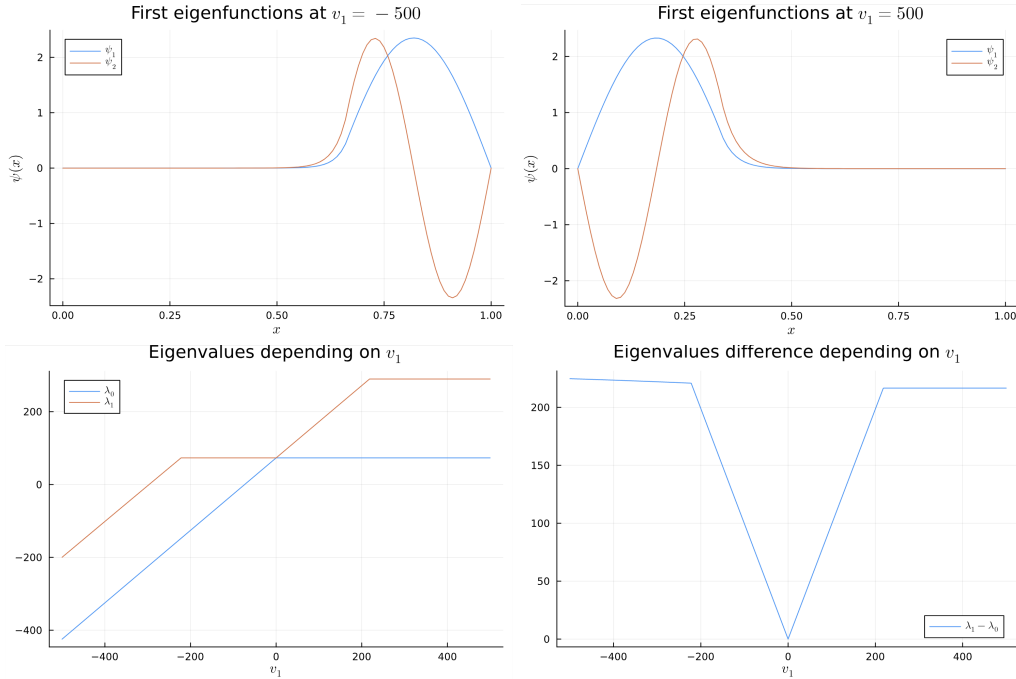 First eigenfunctions at v₁ = − 500
ψ₁
ψ₂
2
1
0
−1
−2
ψ(x)
0.00
0.25
0.50
0.75
1.00
x
First eigenfunctions at v₁ = 500
ψ₁
ψ₂
2
1
0
−1
−2
ψ(x)
0.00
0.25
0.50
0.75
1.00
x
Eigenvalues depending on v₁
λ₀
λ₁
200
0
−200
−400
−400
−200
0
200
400
v₁
Eigenvalues difference depending on v₁
200
150
100
50
0
λ₁ − λ₀
−400
−200
0
200
400
v₁